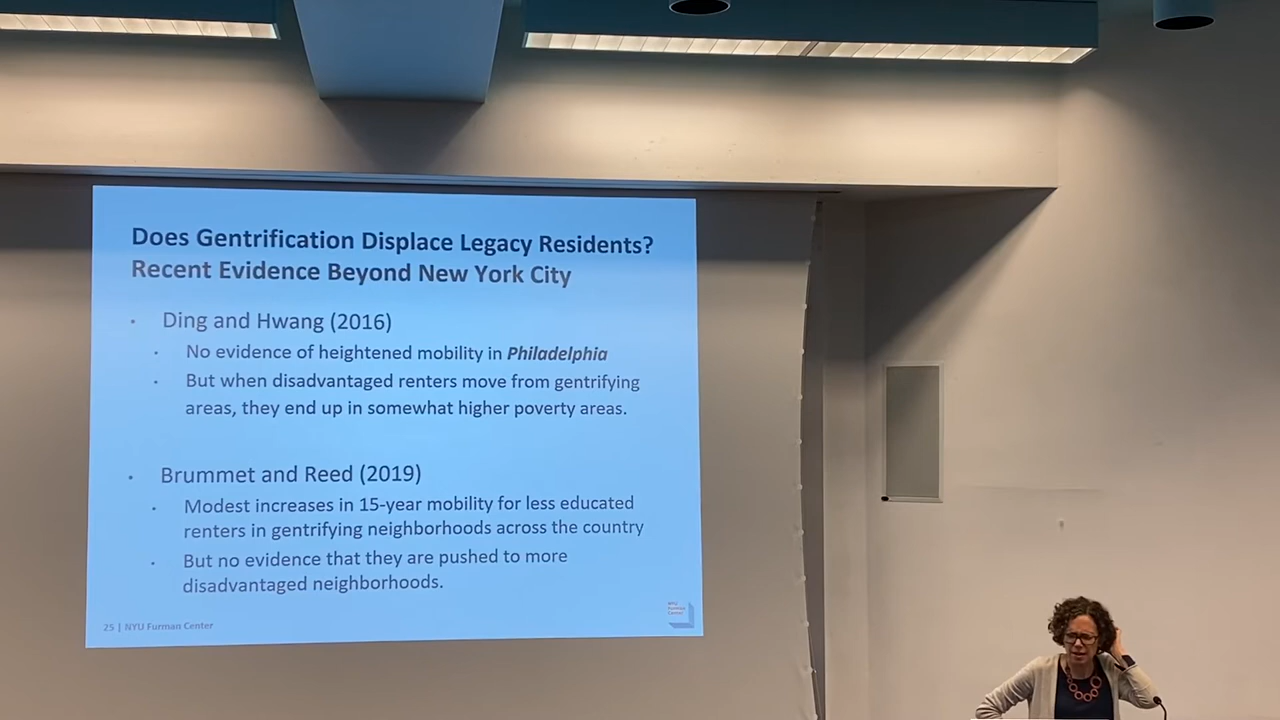 Does Gentrification Displace Legacy Residents?
Recent Evidence Beyond New York City
• Ding and Hwang (2016)
• No evidence of heightened mobility in Philadelphia
• But when disadvantaged renters move from gentrifying
areas, they end up in somewhat higher poverty areas.
• Brummet and Reed (2019)
• Modest increases in 15-year mobility for less educated
renters in gentrifying neighborhoods across the country
• But no evidence that they are pushed to more
disadvantaged neighborhoods.
25 | NYU Furman Center
NYU
Furman
Center